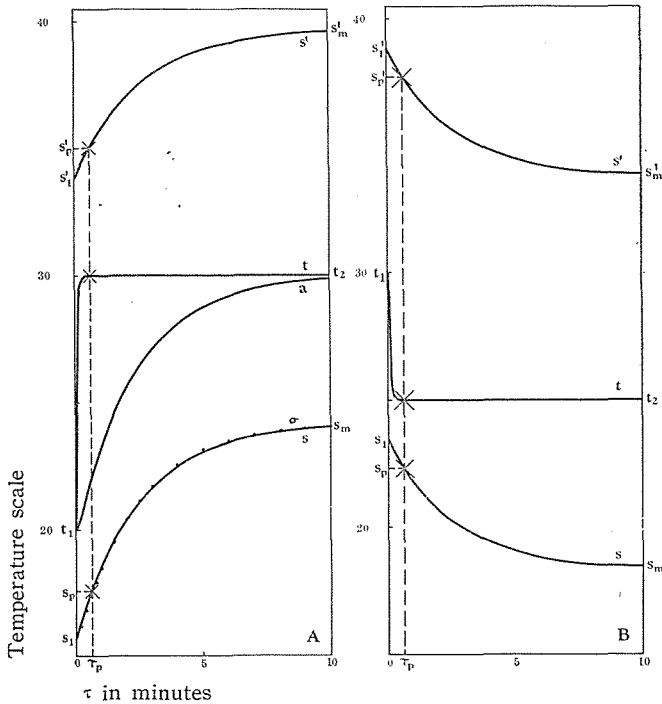 40
s'
s'm
s'p
s'1
30
t
t2
a
σ
s
sm
20
t1
sp
s1
A
0
τp
5
10
τ in minutes
Temperature scale
40
s'1
s'p
s'
s'm
30
t1
t
t2
s1
sp
20
s
sm
B
0
τp
5
10